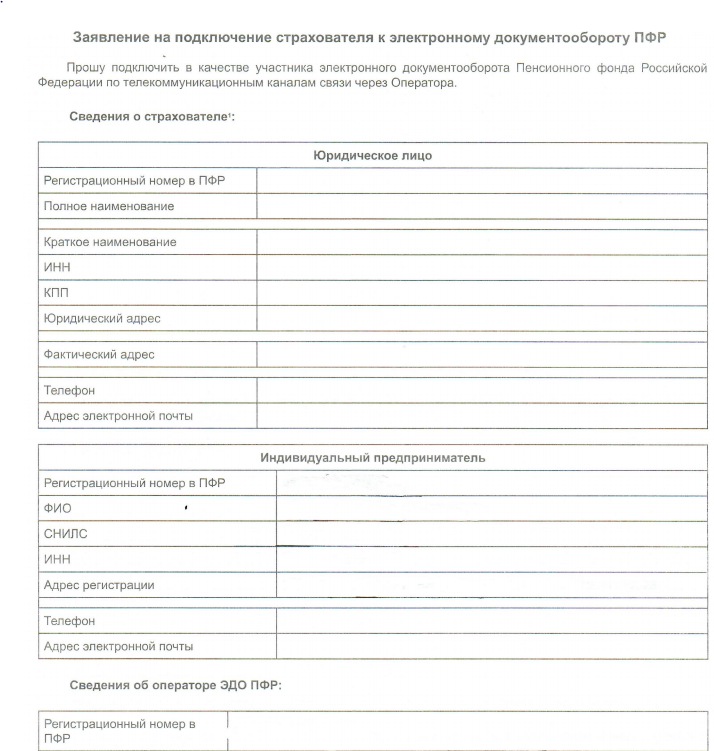 Заявление на подключение страхователя к электронному документообороту ПФР
Прошу подключить в качестве участника электронного документооборота Пенсионного фонда Российской
Федерации по телекоммуникационным каналам связи через Оператора.
Сведения о страхователе¹:
Юридическое лицо
Регистрационный номер в ПФР
Полное наименование
Краткое наименование
ИНН
КПП
Юридический адрес
Фактический адрес
Телефон
Адрес электронной почты
Индивидуальный предприниматель
Регистрационный номер в ПФР
ФИО
СНИЛС
ИНН
Адрес регистрации
Телефон
Адрес электронной почты
Сведения об операторе ЭДО ПФР:
Регистрационный номер в
ПФР